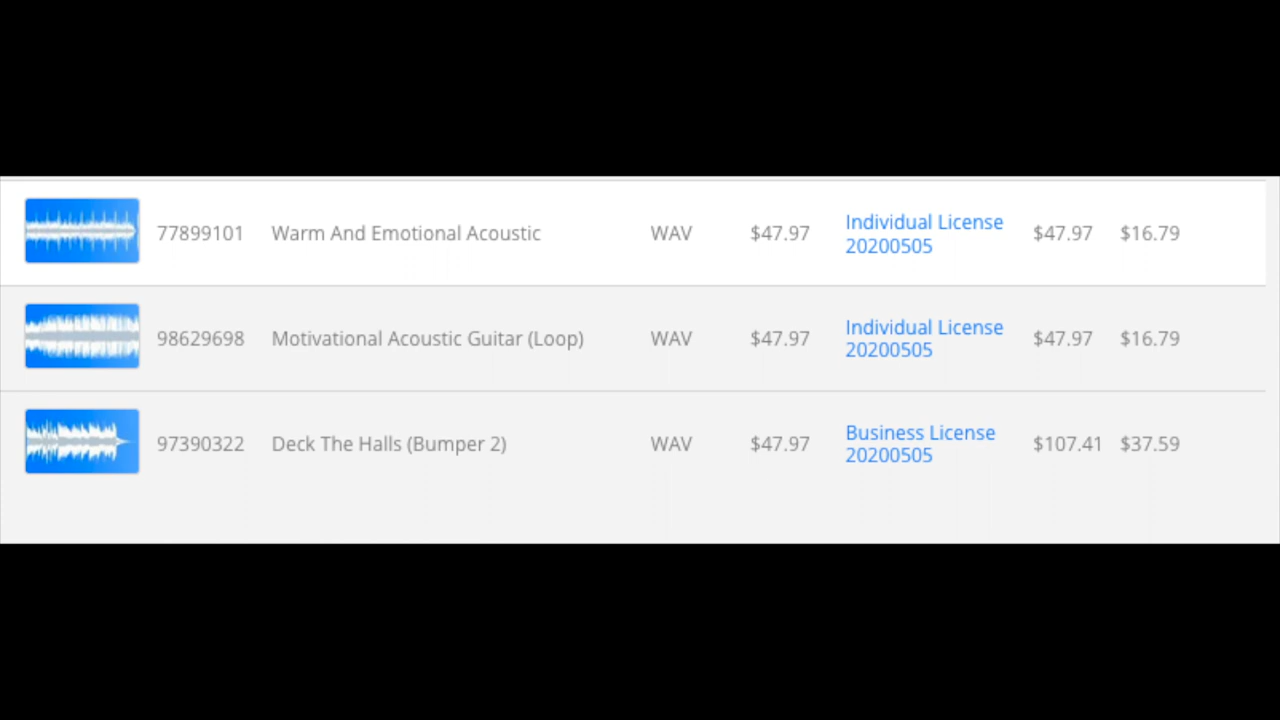 77899101 Warm And Emotional Acoustic WAV $47.97 Individual License 20200505 $47.97 $16.79
98629698 Motivational Acoustic Guitar (Loop) WAV $47.97 Individual License 20200505 $47.97 $16.79
97390322 Deck The Halls (Bumper 2) WAV $47.97 Business License 20200505 $107.41 $37.59